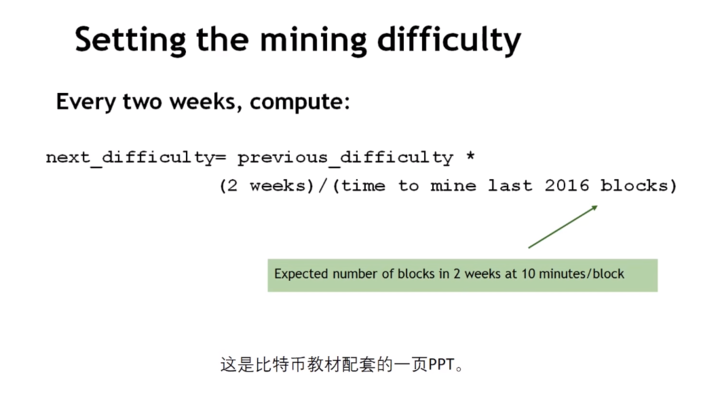 Setting the mining difficulty
Every two weeks, compute:
next_difficulty= previous_difficulty *
(2 weeks)/(time to mine last 2016 blocks)
Expected number of blocks in 2 weeks at 10 minutes/block
这是比特币教材配套的一页PPT。